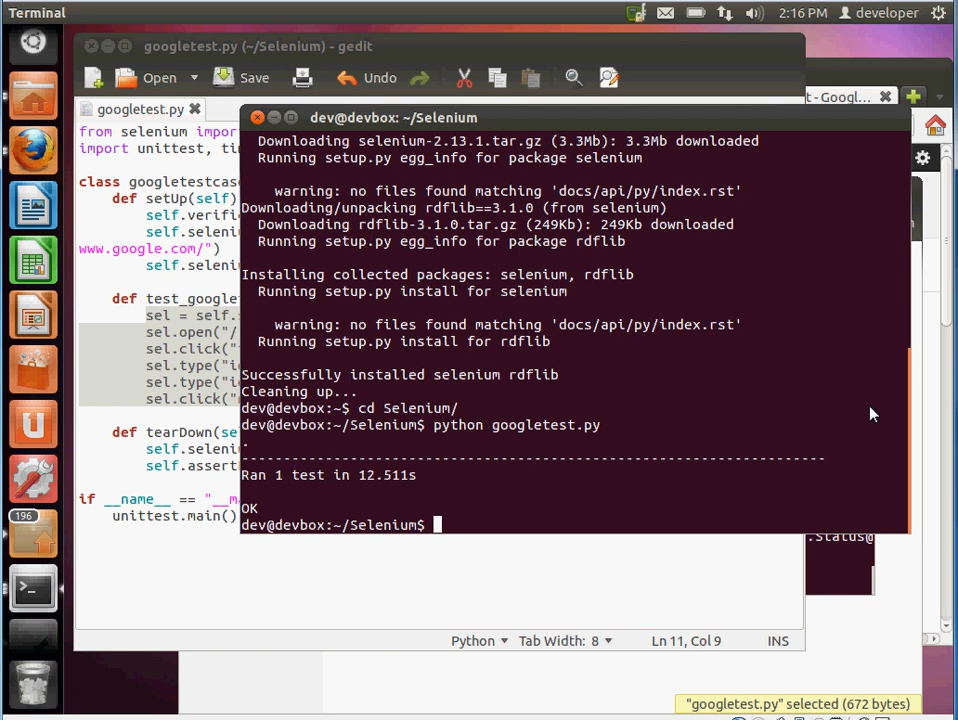 Terminal
2:16 PM
developer
googletest.py (~/Selenium) - gedit
Open
Save
Undo
t - Googl...
googletest.py
dev@devbox: ~/Selenium
from selenium impor
import unittest, ti
class googletestcas
def setUp(self)
self.verifi
self.seleni
www.google.com/")
self.seleni
def test_google
sel = self.
sel.open("/
sel.click("
sel.type("i
sel.type("i
sel.click("
def tearDown(se
self.seleni
self.assert
if __name__ == "__m
unittest.main()
Downloading selenium-2.13.1.tar.gz (3.3Mb): 3.3Mb downloaded
Running setup.py egg_info for package selenium
warning: no files found matching 'docs/api/py/index.rst'
Downloading/unpacking rdflib==3.1.0 (from selenium)
Downloading rdflib-3.1.0.tar.gz (249Kb): 249Kb downloaded
Running setup.py egg_info for package rdflib
Installing collected packages: selenium, rdflib
Running setup.py install for selenium
warning: no files found matching 'docs/api/py/index.rst'
Running setup.py install for rdflib
Successfully installed selenium rdflib
Cleaning up...
dev@devbox:~$ cd Selenium/
dev@devbox:~/Selenium$ python googletest.py
.
----------------------------------------------------------------------
Ran 1 test in 12.511s
OK
dev@devbox:~/Selenium$
.Status@
196
Python
Tab Width: 8
Ln 11, Col 9
INS
"googletest.py" selected (672 bytes)